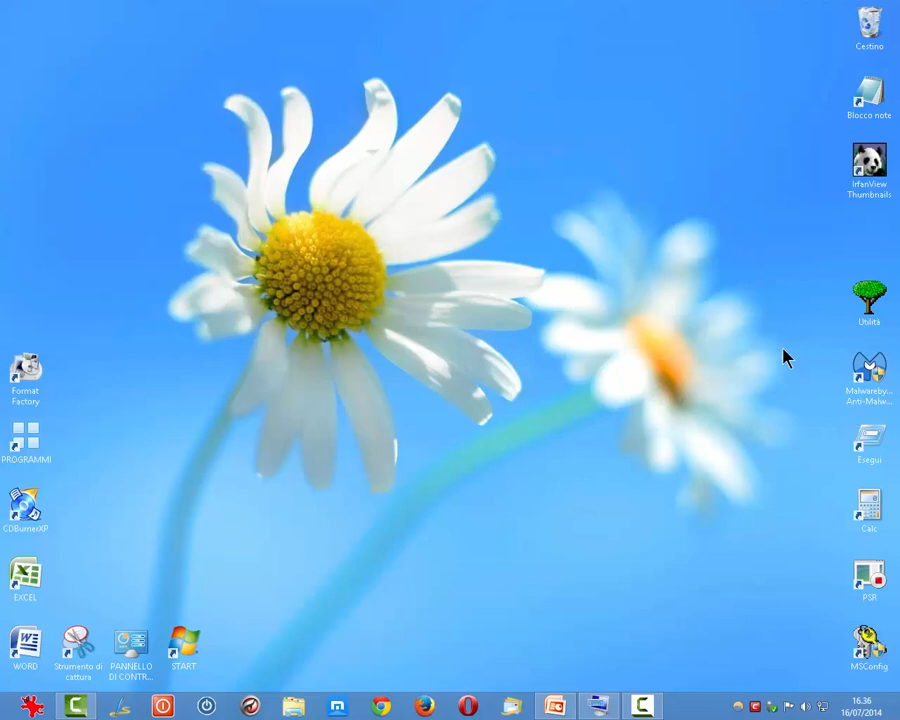 Cestino
Blocco note
IrfanView
Thumbnails
Utilità
Malwareby...
Anti-Malw...
Esegui
Calc
PSR
MSConfig
Format
Factory
PROGRAMMI
CDBurnerXP
EXCEL
WORD
Strumento di
cattura
PANNELLO
DI CONTR...
START
16.36
16/07/2014